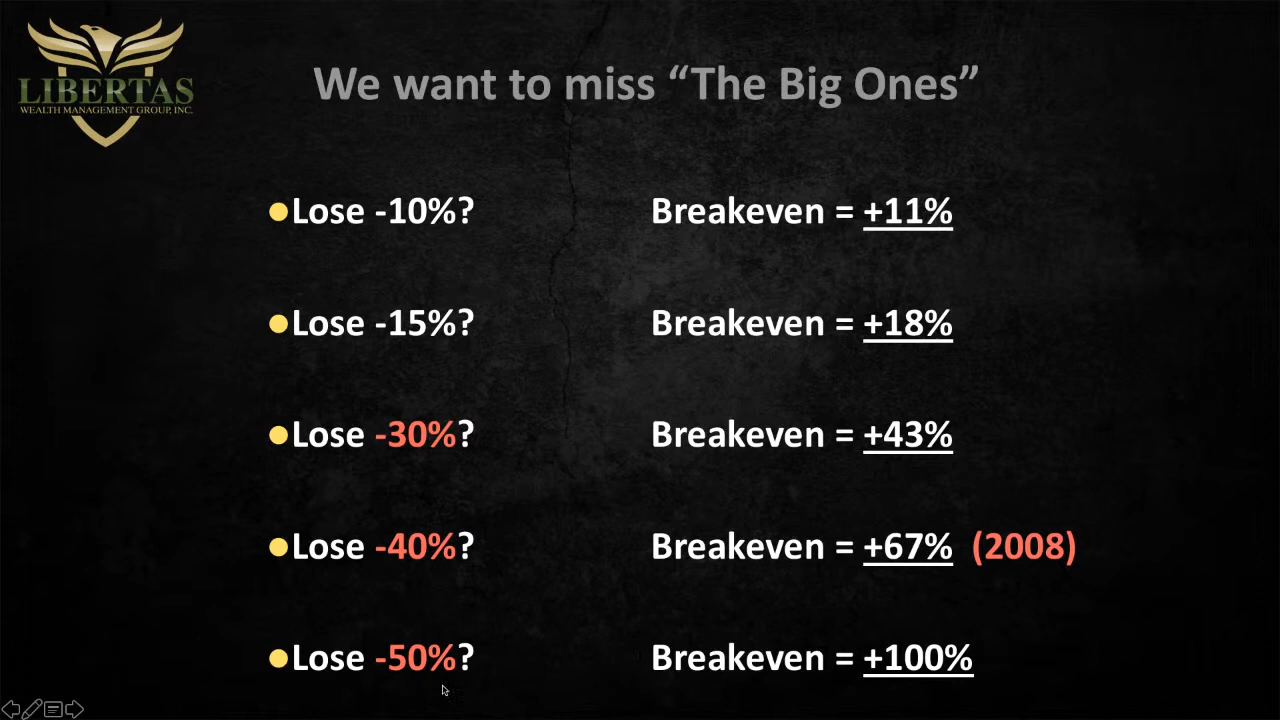 LIBERTAS
WEALTH MANAGEMENT GROUP, INC.
We want to miss “The Big Ones”
Lose -10%? Breakeven = +11%
Lose -15%? Breakeven = +18%
Lose -30%? Breakeven = +43%
Lose -40%? Breakeven = +67% (2008)
Lose -50%? Breakeven = +100%